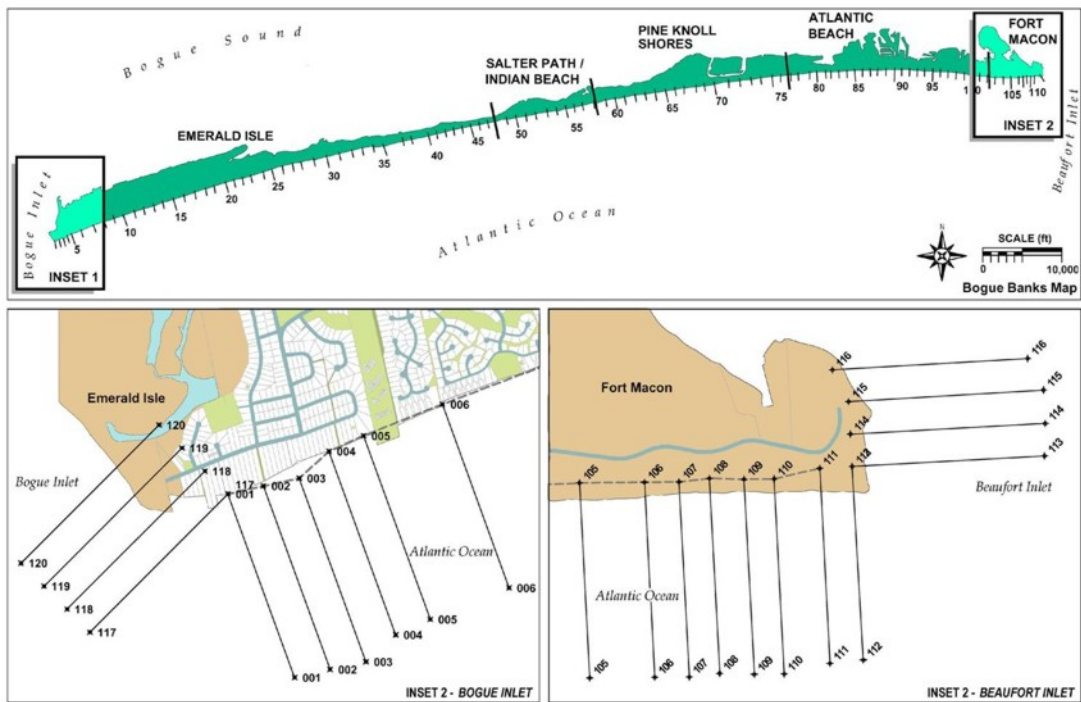 Bogue Sound
EMERALD ISLE
SALTER PATH /
INDIAN BEACH
PINE KNOLL
SHORES
ATLANTIC
BEACH
FORT
MACON
5
10
15
20
25
30
35
40
45
50
55
60
65
70
75
80
85
90
95
100
105
110
INSET 2
Bogue Inlet
INSET 1
Atlantic Ocean
Beaufort Inlet
N
SCALE (ft)
0
10,000
Bogue Banks Map
Emerald Isle
120
119
118
117
001
002
003
004
005
006
Bogue Inlet
Atlantic Ocean
120
119
118
117
001
002
003
004
005
006
INSET 2 - BOGUE INLET
Fort Macon
116
115
114
112
111
110
109
108
107
106
105
116
115
114
113
Beaufort Inlet
Atlantic Ocean
105
106
107
108
109
110
111
112
INSET 2 - BEAUFORT INLET